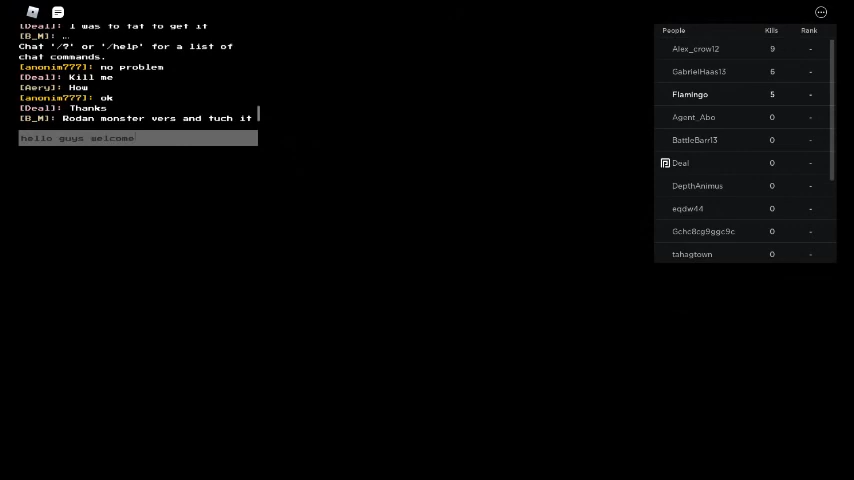 [Deal]: I was to fat to get it
[B_M]: …
Chat '/?' or '/help' for a list of
chat commands.
[anonim777]: no problem
[Deal]: Kill me
[Aery]: How
[anonim777]: ok
[Deal]: Thanks
[B_M]: Rodan monster vers and tuch it
hello guys welcome
People Kills Rank
Alex_crow12 9 -
GabrielHaas13 6 -
Flamingo 5 -
Agent_Abo 0 -
BattleBarr13 0 -
Deal 0 -
DepthAnimus 0 -
eqdw44 0 -
Gchc8cg9ggc9c 0 -
tahagtown 0 -